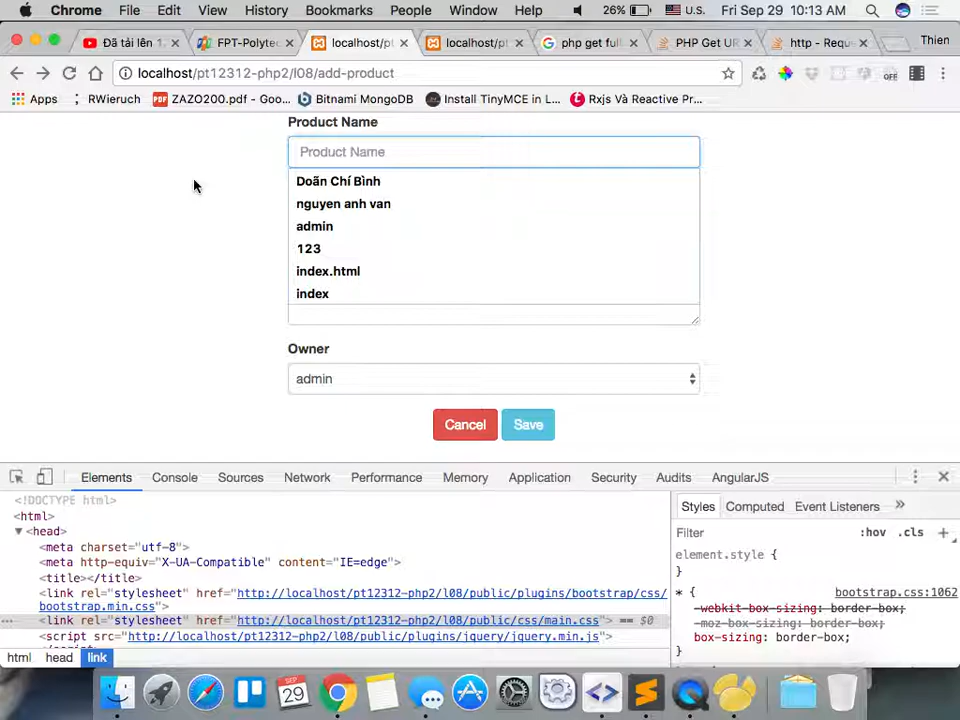 Chrome File Edit View History Bookmarks People Window Help 26% U.S. Fri Sep 29 10:13 AM
Đã tải lên 1. FPT-Polytec localhost/pt localhost/pt php get full PHP Get UR http - Requ Thien
localhost/pt12312-php2/l08/add-product OFF
Apps RWieruch PDF ZAZO200.pdf - Goo... Bitnami MongoDB Install TinyMCE in L... Rxjs Và Reactive Pr...
Product Name
Product Name
Doãn Chí Bình
nguyen anh van
admin
123
index.html
index
Owner
admin
Cancel Save
Elements Console Sources Network Performance Memory Application Security Audits AngularJS
<!DOCTYPE html>
<html>
<head>
<meta charset="utf-8">
<meta http-equiv="X-UA-Compatible" content="IE=edge">
<title></title>
<link rel="stylesheet" href="http://localhost/pt12312-php2/l08/public/plugins/bootstrap/css/
bootstrap.min.css">
<link rel="stylesheet" href="http://localhost/pt12312-php2/l08/public/css/main.css"> == $0
<script src="http://localhost/pt12312-php2/l08/public/plugins/jquery/jquery.min.js">
html head link
Styles Computed Event Listeners »
Filter :hov .cls +
element.style {
}
* { bootstrap.css:1062
-webkit-box-sizing: border-box;
-moz-box-sizing: border-box;
box-sizing: border-box;
}
SEP
29